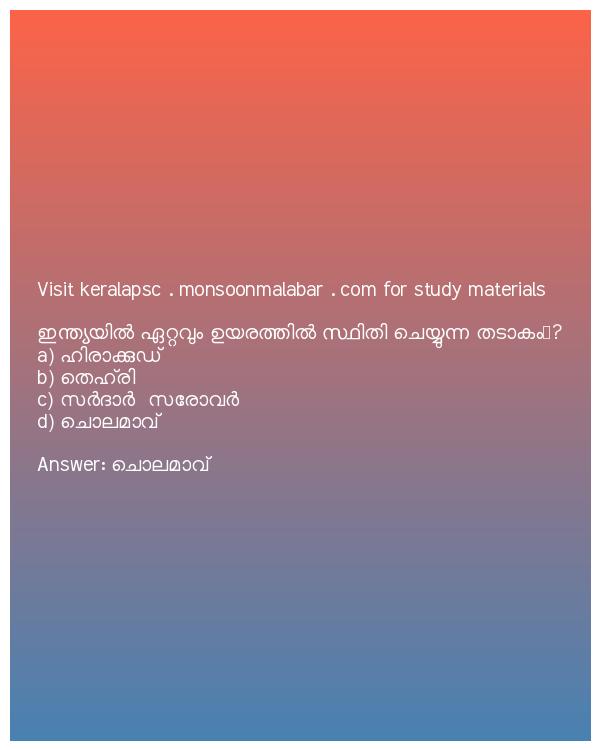 Visit keralapsc . monsoonmalabar . com for study materials
ഇന്ത്യയിൽ ഏറ്റവും ഉയരത്തിൽ സ്ഥിതി ചെയ്യുന്ന തടാകം?
a) ഹിരാക്കുഡ്
b) തെഹ്‌രി
c) സർദാർ  സരോവർ
d) ചൊലമാവ്
Answer: ചൊലമാവ്